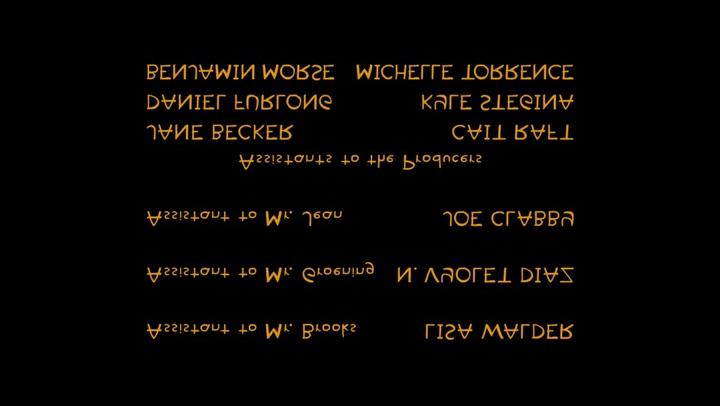 Assistant to Mr. Brooks LISA WALDER
Assistant to Mr. Groening N. VYOLET DIAZ
Assistant to Mr. Jean JOE CLABBY
Assistants to the Producers
JANE BECKER CAIT RAFT
DANIEL FURLONG KYLE STEGINA
BENJAMIN MORSE MICHELLE TORRENCE